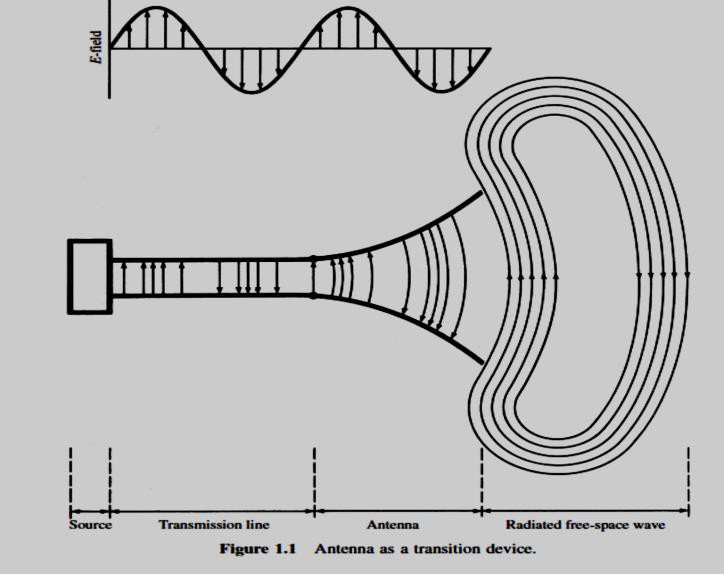 E-field
Source Transmission line Antenna Radiated free-space wave
Figure 1.1 Antenna as a transition device.